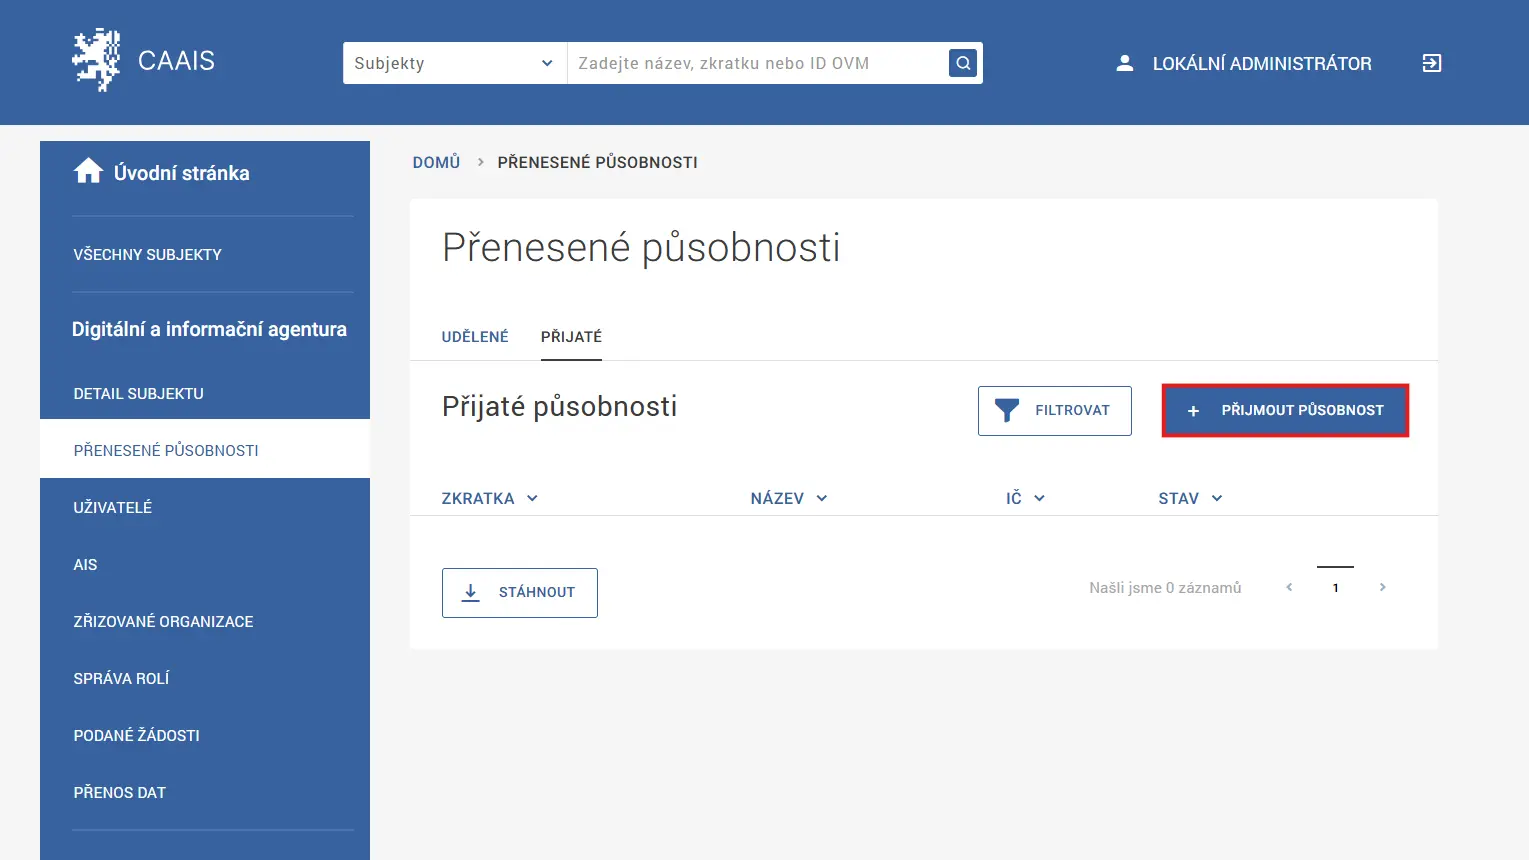 CAAIS
Subjekty
Zadejte název, zkratku nebo ID OVM
LOKÁLNÍ ADMINISTRÁTOR
Úvodní stránka
VŠECHNY SUBJEKTY
Digitální a informační agentura
DETAIL SUBJEKTU
PŘENESENÉ PŮSOBNOSTI
UŽIVATELÉ
AIS
ZŘIZOVANÉ ORGANIZACE
SPRÁVA ROLÍ
PODANÉ ŽÁDOSTI
PŘENOS DAT
DOMŮ > PŘENESENÉ PŮSOBNOSTI
Přenesené působnosti
UDĚLENÉ PŘIJATÉ
Přijaté působnosti
FILTROVAT
+ PŘIJMOUT PŮSOBNOST
ZKRATKA NÁZEV IČ STAV
STÁHNOUT
Našli jsme 0 záznamů
< 1 >